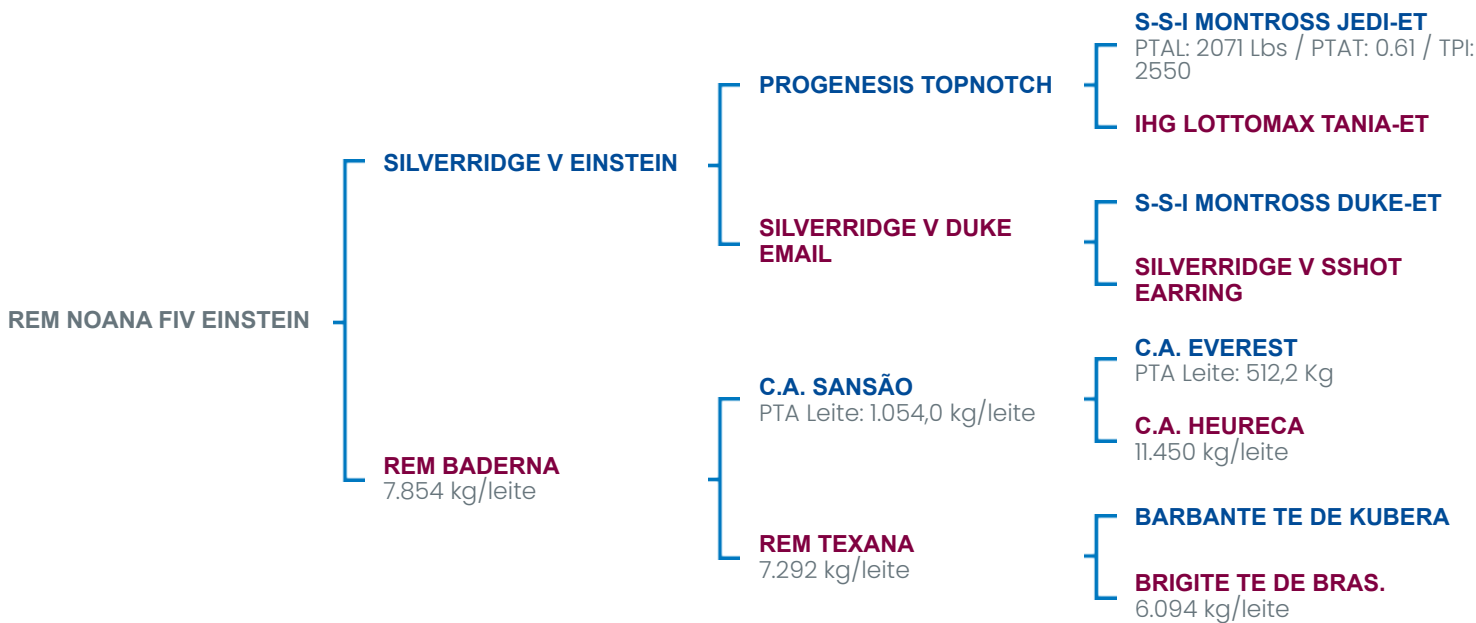 S-S-I MONTROSS JEDI-ET
PTAL: 2071 Lbs / PTAT: 0.61 / TPI:
2550
PROGENESIS TOPNOTCH
IHG LOTTOMAX TANIA-ET
SILVERRIDGE V EINSTEIN
S-S-I MONTROSS DUKE-ET
SILVERRIDGE V DUKE
EMAIL
SILVERRIDGE V SSHOT
EARRING
REM NOANA FIV EINSTEIN
C.A. EVEREST
PTA Leite: 512,2 Kg
C.A. SANSÃO
PTA Leite: 1.054,0 kg/leite
C.A. HEURECA
11.450 kg/leite
REM BADERNA
7.854 kg/leite
BARBANTE TE DE KUBERA
REM TEXANA
7.292 kg/leite
BRIGITE TE DE BRAS.
6.094 kg/leite